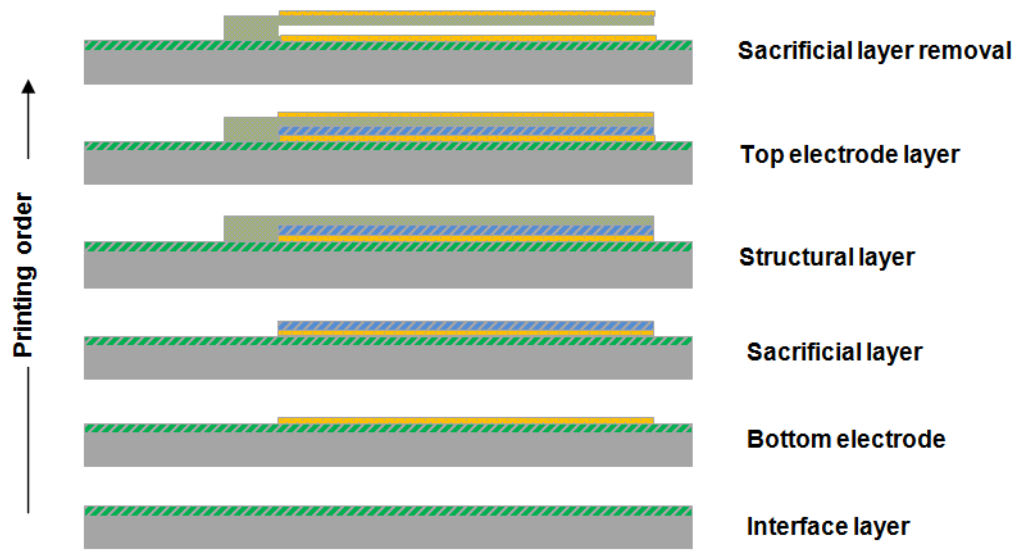 Sacrificial layer removal
Top electrode layer
Structural layer
Sacrificial layer
Bottom electrode
Interface layer
Printing order